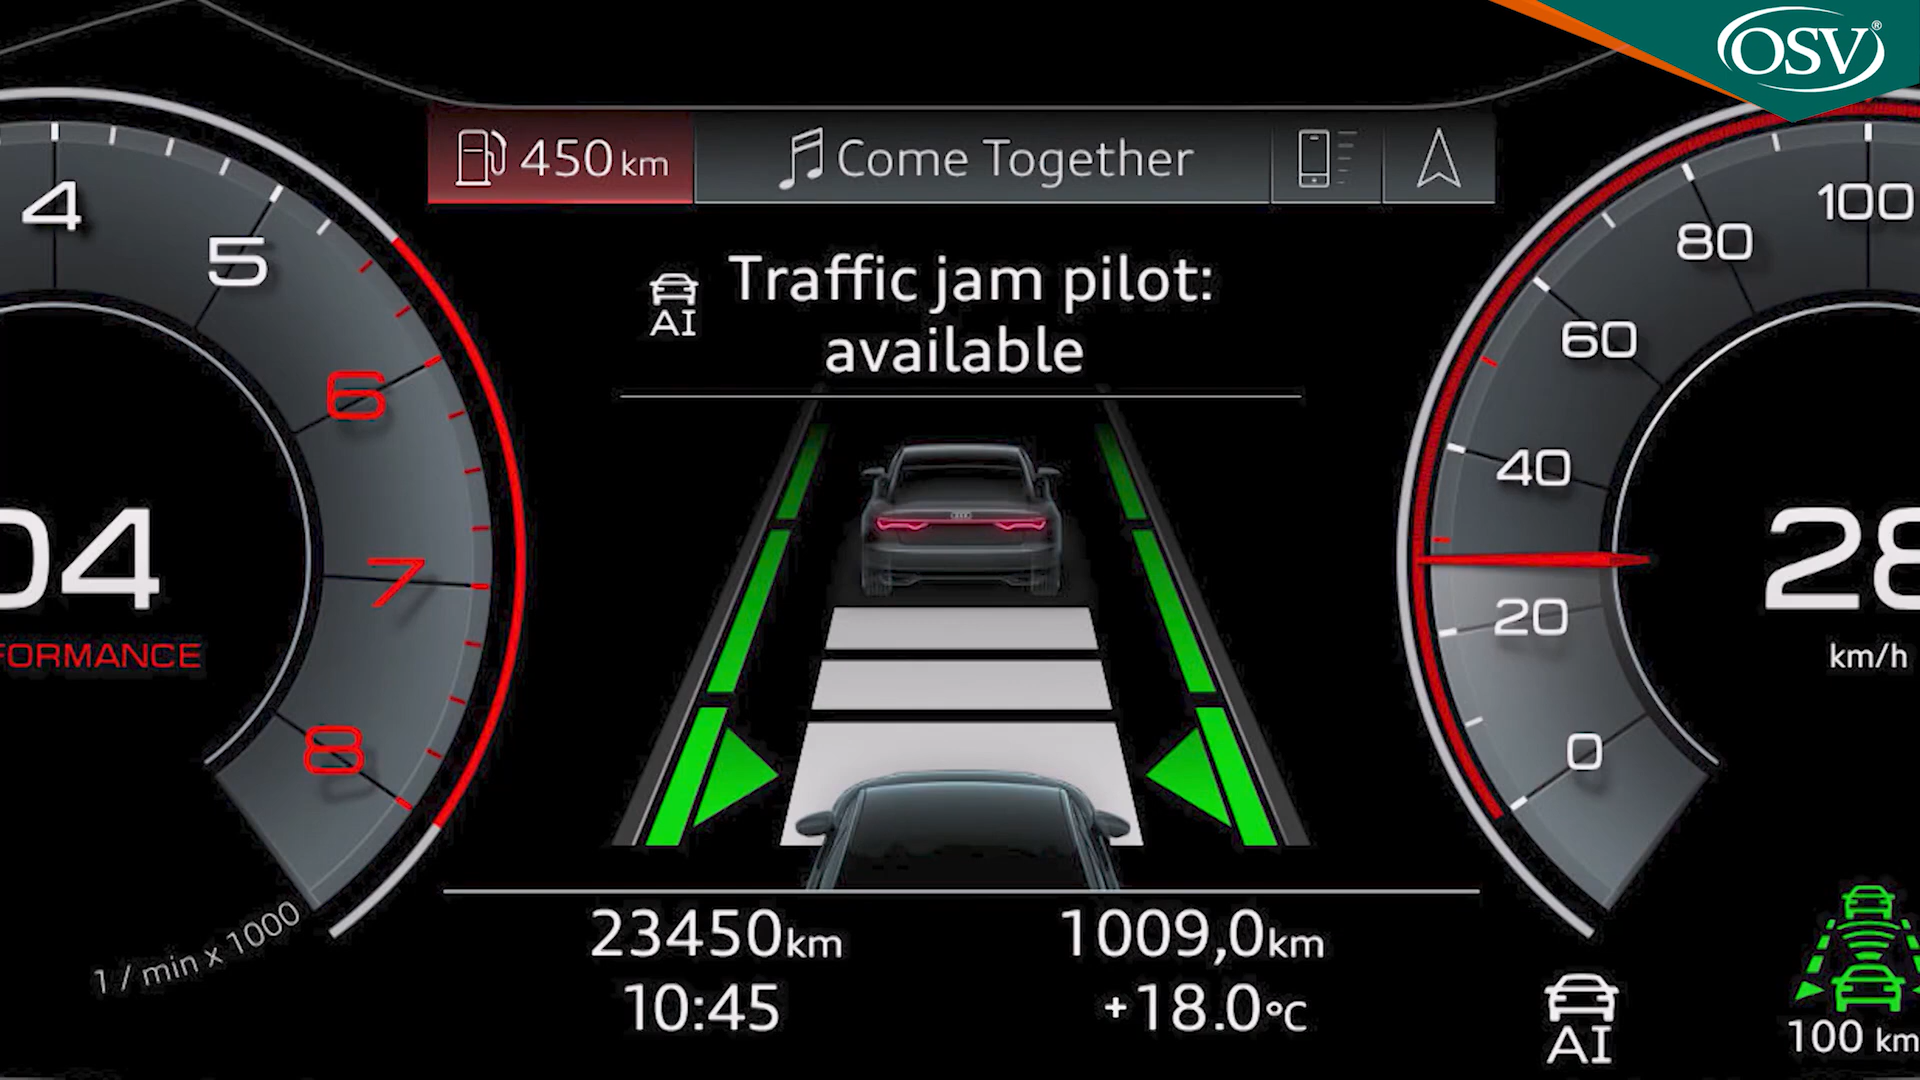 OSV®
450 km
Come Together
Traffic jam pilot:
available
AI
4
5
6
7
8
04
FORMANCE
1 / min x 1000
100
80
60
40
20
0
28
km/h
23450km
1009,0km
10:45
+18.0°C
AI
100 km